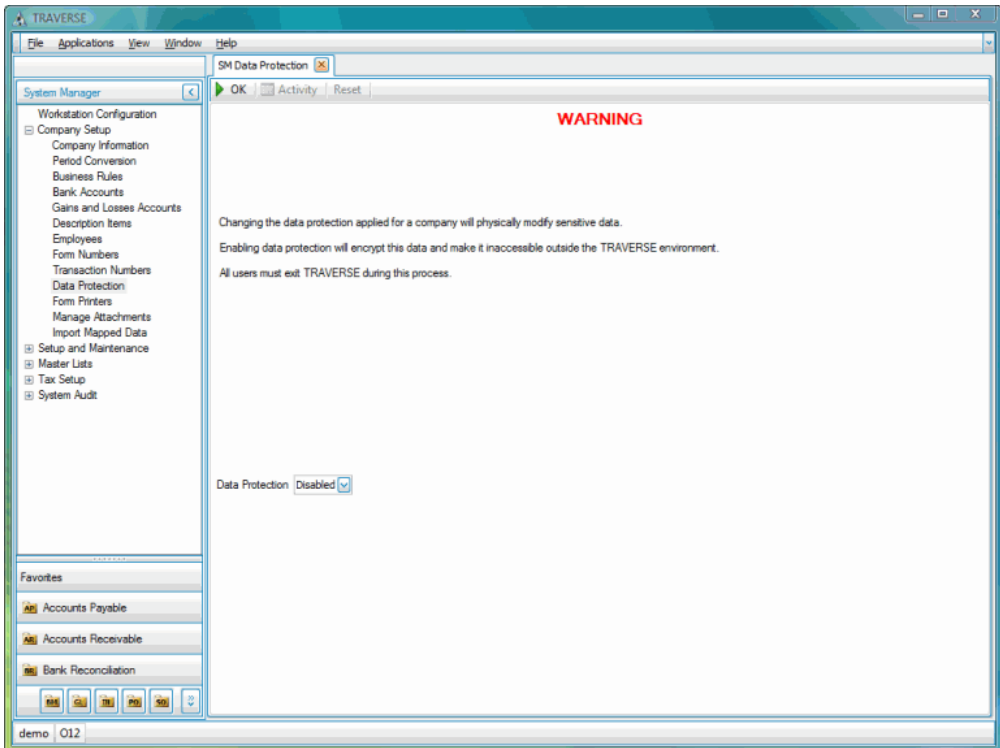 TRAVERSE
File Applications View Window Help
SM Data Protection
System Manager
OK Activity Reset
Workstation Configuration
Company Setup
Company Information
Period Conversion
Business Rules
Bank Accounts
Gains and Losses Accounts
Description Items
Employees
Form Numbers
Transaction Numbers
Data Protection
Form Printers
Manage Attachments
Import Mapped Data
Setup and Maintenance
Master Lists
Tax Setup
System Audit
WARNING
Changing the data protection applied for a company will physically modify sensitive data.
Enabling data protection will encrypt this data and make it inaccessible outside the TRAVERSE environment.
All users must exit TRAVERSE during this process.
Data Protection Disabled
Favorites
AP Accounts Payable
AR Accounts Receivable
BR Bank Reconciliation
GL PO SO
demo O12